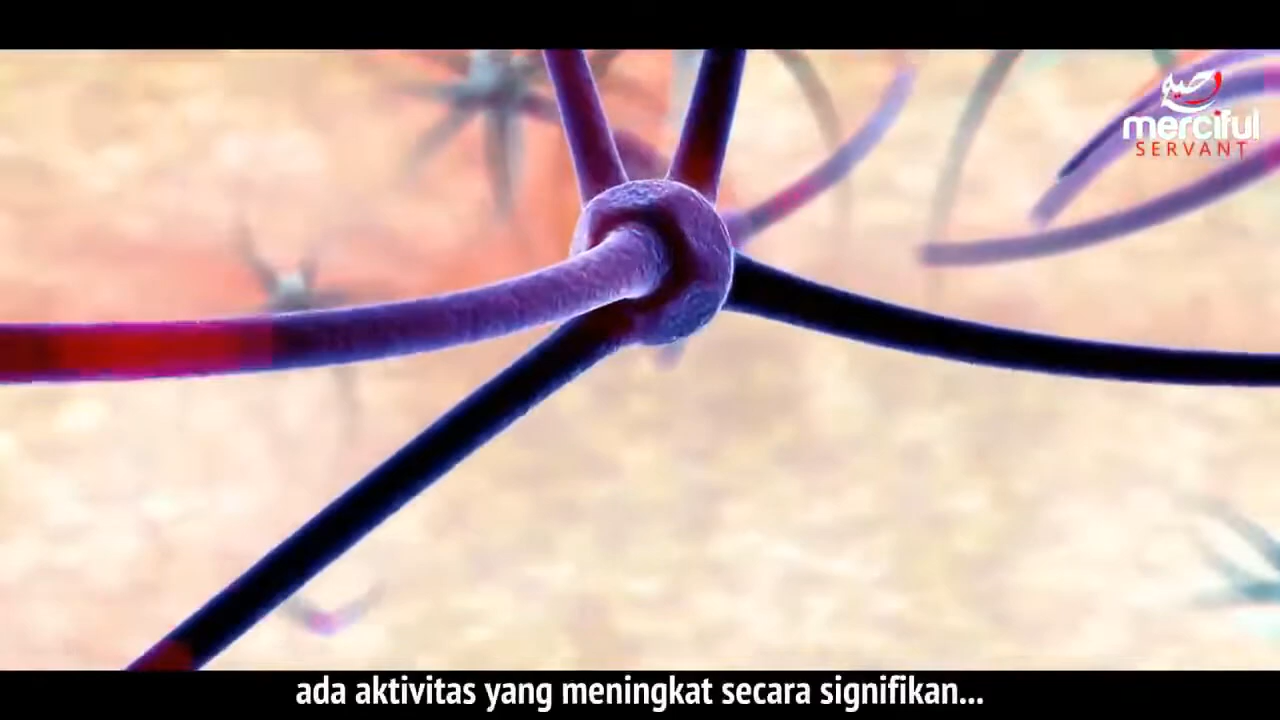 merciful
SERVANT
ada aktivitas yang meningkat secara signifikan...